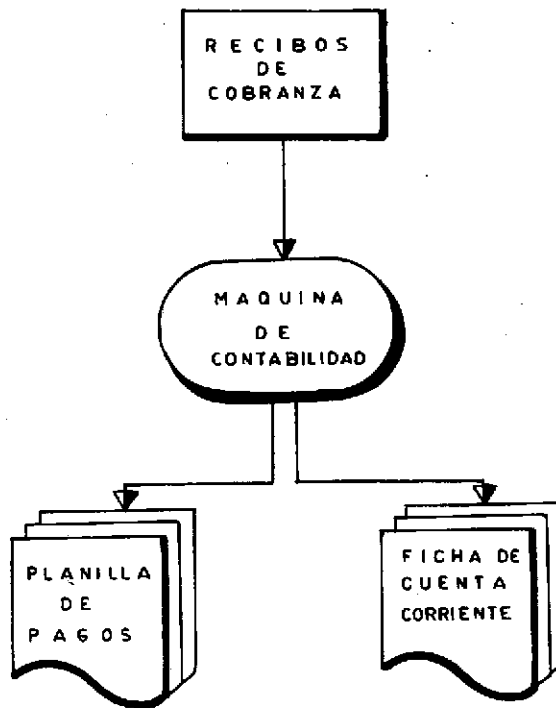 RECIBOS
DE
COBRANZA
MAQUINA
DE
CONTABILIDAD
PLANILLA
DE
PAGOS
FICHA DE
CUENTA
CORRIENTE